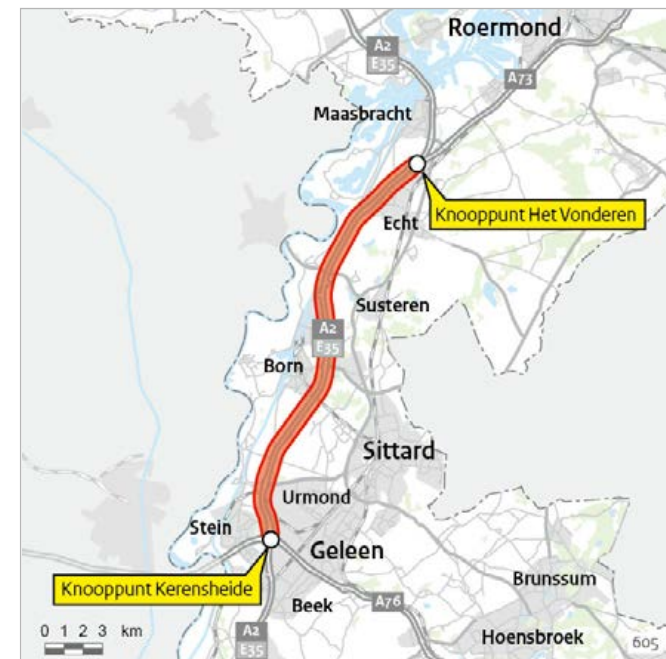 Roermond
A2
E35
A73
Maasbracht
Knooppunt Het Vonderen
Echt
Susteren
A2
E35
Born
Sittard
Urmond
Stein
Geleen
Knooppunt Kerensheide
Brunssum
Beek
A76
0 1 2 3 km
A2
E35
Hoensbroek
605